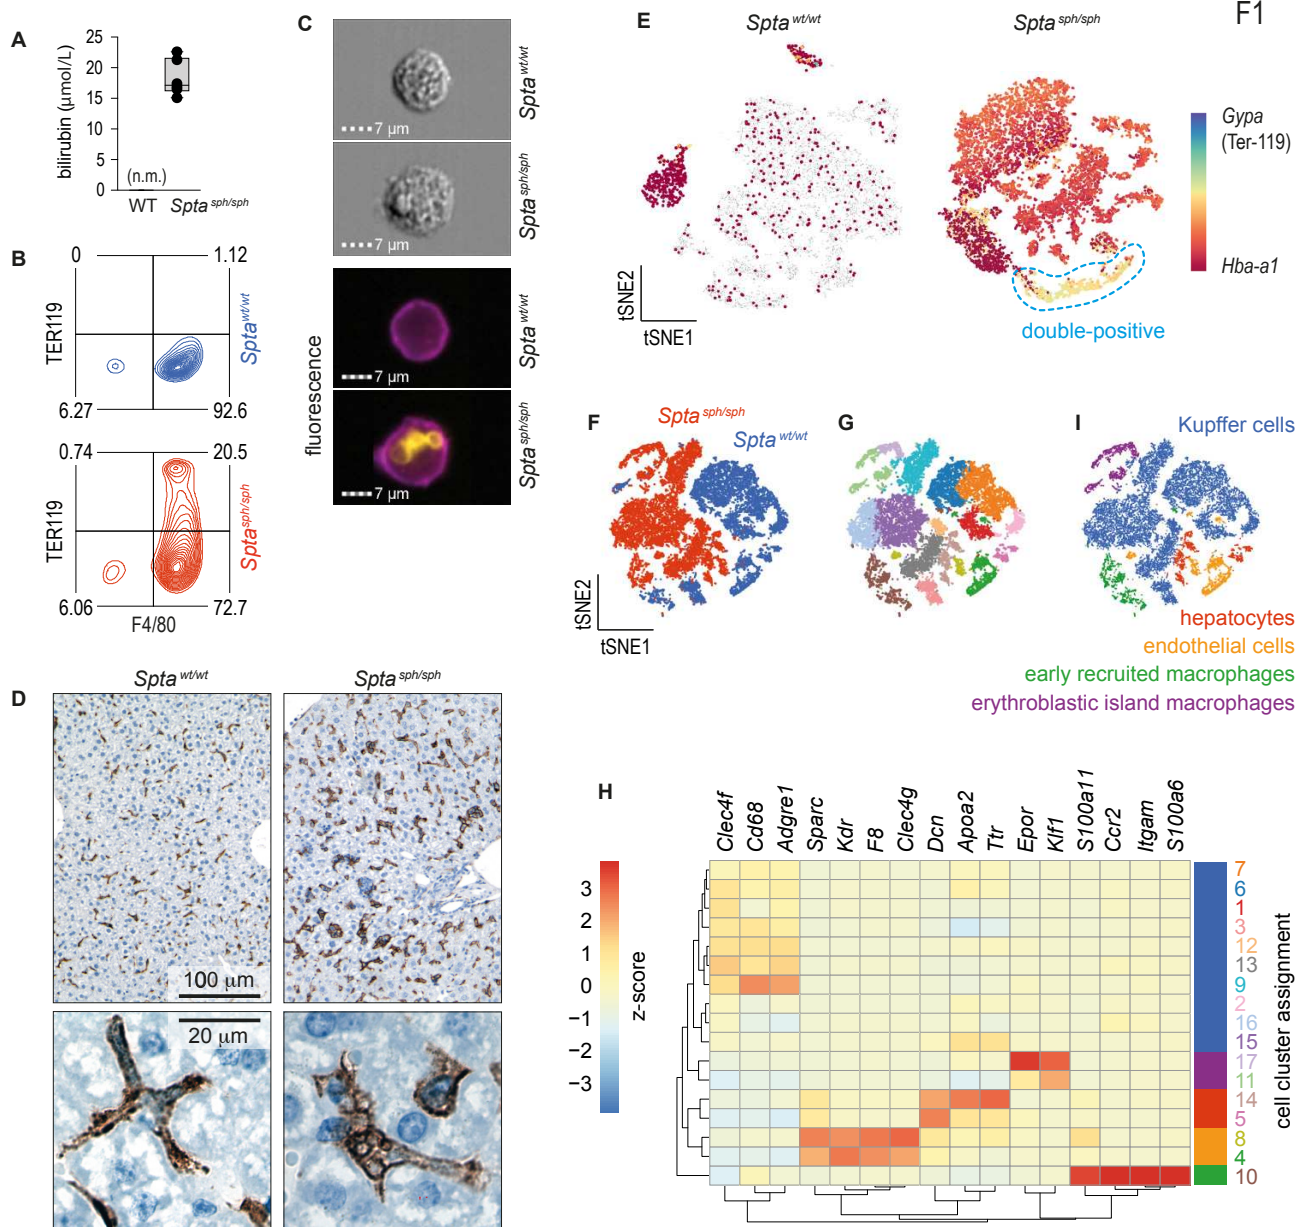 F1
A
bilirubin (μmol/L)
25
20
15
10
5
0
(n.m.)
WT
Spta sph/sph
B
0
1.12
TER119
Spta wt/wt
6.27
92.6
0.74
20.5
TER119
Spta sph/sph
6.06
72.7
F4/80
C
7 μm
Spta wt/wt
7 μm
Spta sph/sph
fluorescence
7 μm
Spta wt/wt
7 μm
Spta sph/sph
D
Spta wt/wt
Spta sph/sph
100 μm
20 μm
E
Spta wt/wt
Spta sph/sph
Gypa
(Ter-119)
Hba-a1
tSNE2
tSNE1
double-positive
F
Spta sph/sph
Spta wt/wt
tSNE2
tSNE1
G
I
Kupffer cells
hepatocytes
endothelial cells
early recruited macrophages
erythroblastic island macrophages
H
Clec4f
Cd68
Adgre1
Sparc
Kdr
F8
Clec4g
Dcn
Apoa2
Ttr
Epor
Klf1
S100a11
Ccr2
Itgam
S100a6
3
2
1
0
−1
−2
−3
z-score
7
6
1
3
12
13
9
2
16
15
17
11
14
5
8
4
10
cell cluster assignment